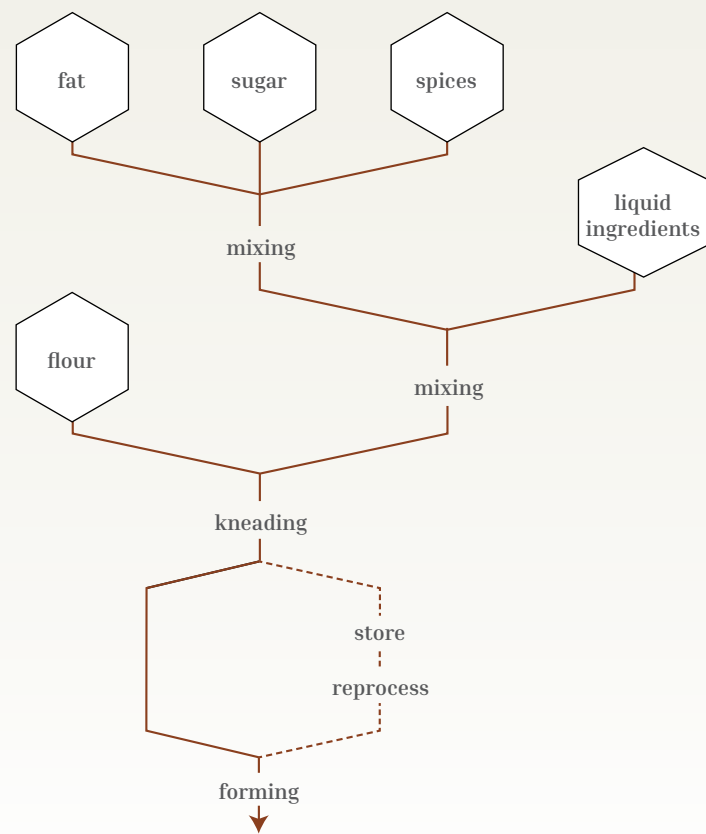 fat
sugar
spices
liquid
ingredients
mixing
flour
mixing
kneading
store
reprocess
forming